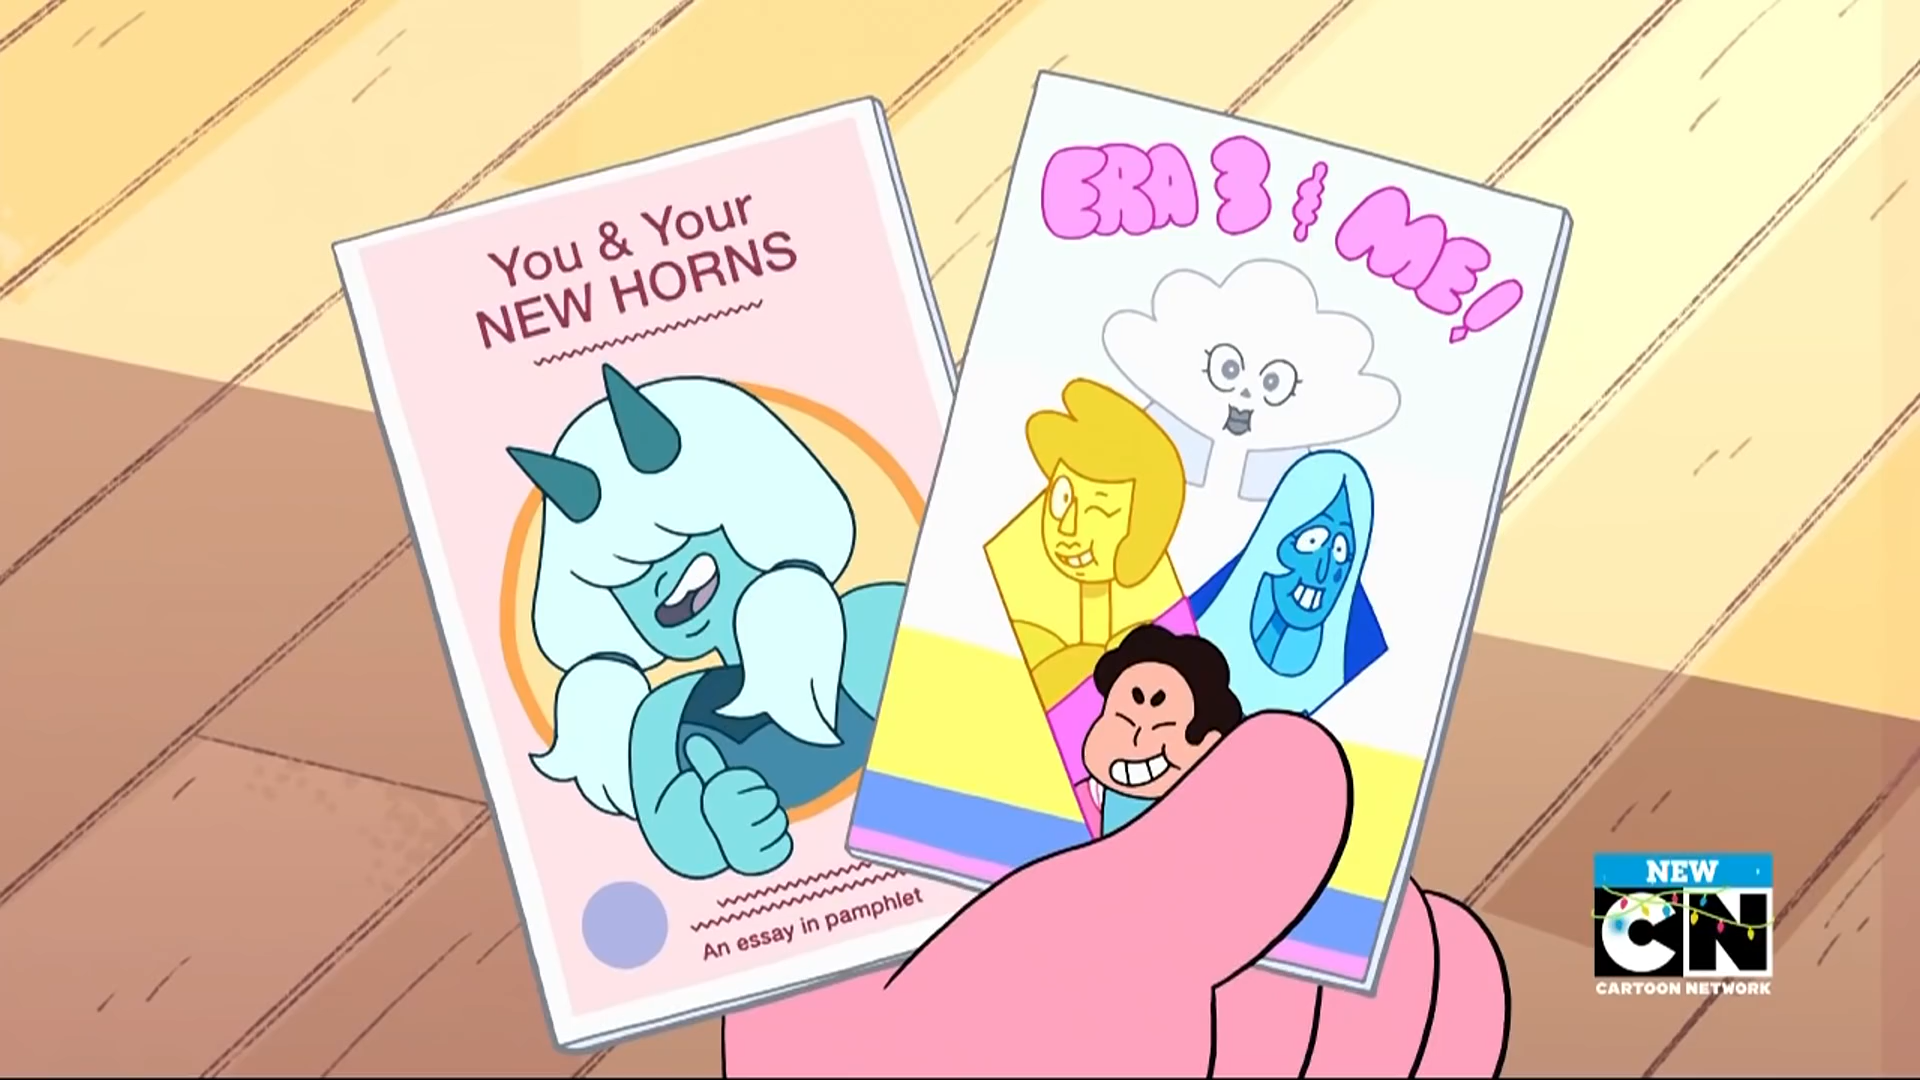 You & Your
NEW HORNS
An essay in pamphlet
ERA 3 & ME!
NEW
CN
CARTOON NETWORK